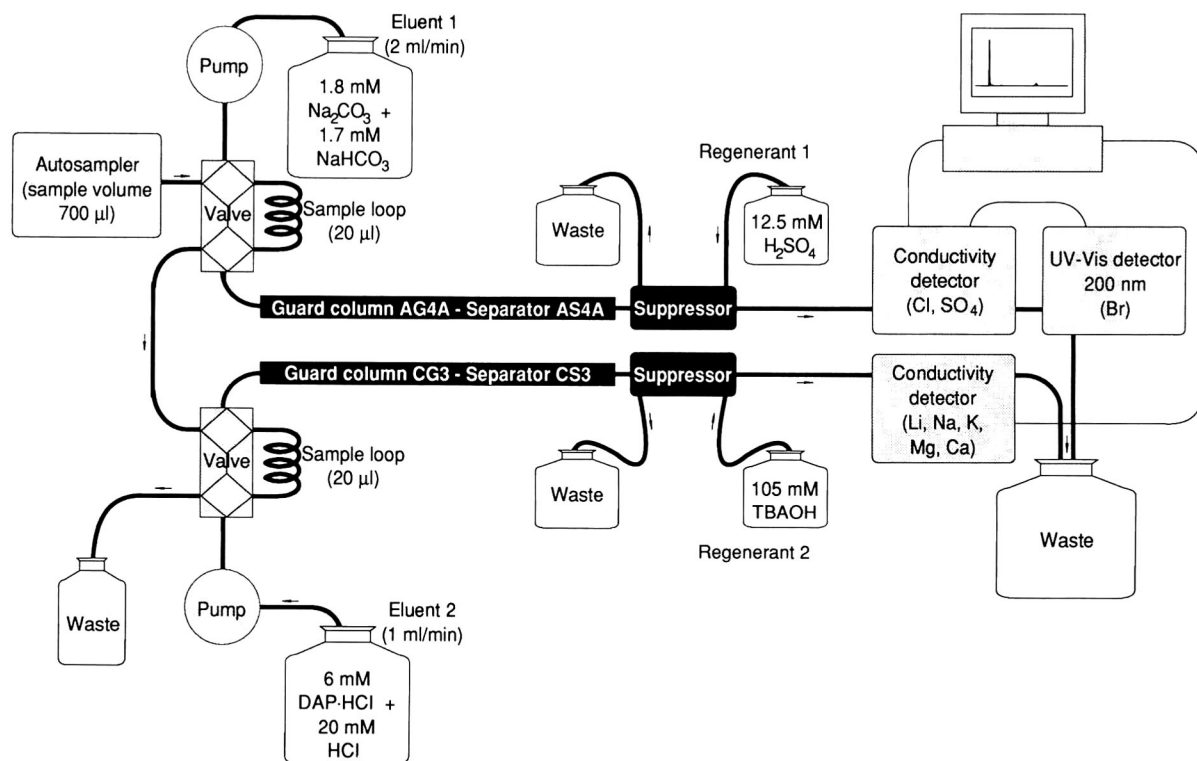 Eluent 1
(2 ml/min)
Pump
1.8 mM
Na₂CO₃ +
1.7 mM
NaHCO₃
Autosampler
(sample volume
700 µl)
Valve
Sample loop
(20 µl)
Regenerant 1
Waste
12.5 mM
H₂SO₄
Conductivity
detector
(Cl, SO₄)
UV-Vis detector
200 nm
(Br)
Guard column AG4A - Separator AS4A
Suppressor
Guard column CG3 - Separator CS3
Suppressor
Conductivity
detector
(Li, Na, K,
Mg, Ca)
Valve
Sample loop
(20 µl)
Waste
105 mM
TBAOH
Regenerant 2
Waste
Waste
Pump
Eluent 2
(1 ml/min)
6 mM
DAP·HCl +
20 mM
HCl